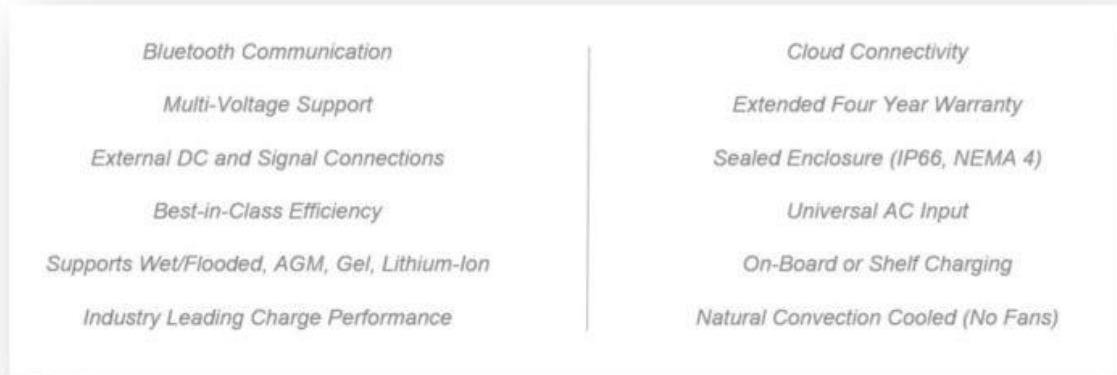 Bluetooth Communication
Multi-Voltage Support
External DC and Signal Connections
Best-in-Class Efficiency
Supports Wet/Flooded, AGM, Gel, Lithium-Ion
Industry Leading Charge Performance
Cloud Connectivity
Extended Four Year Warranty
Sealed Enclosure (IP66, NEMA 4)
Universal AC Input
On-Board or Shelf Charging
Natural Convection Cooled (No Fans)